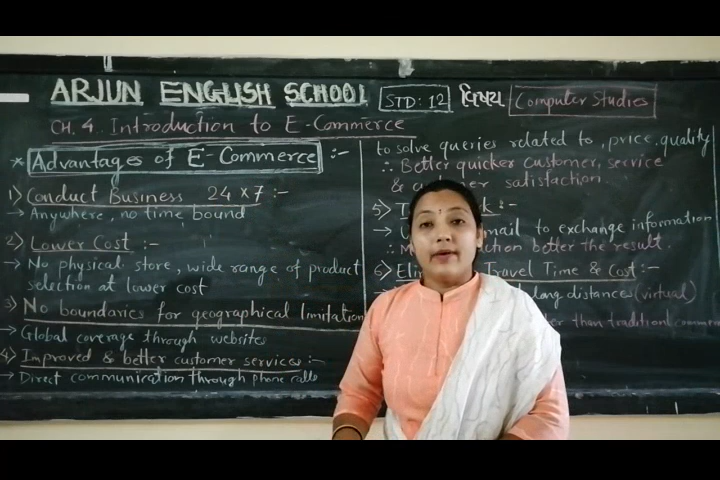 ARJUN ENGLISH SCHOOL STD: 12 વિષય Computer Studies
CH. 4. Introduction to E-Commerce
* Advantages of E-Commerce :-
1) Conduct Business 24 x 7 :-
→ Anywhere, no time bound
2) Lower Cost :-
→ No physical store, wide range of product
selection at lower cost
3) No boundaries for geographical limitation
→ Global coverage through websites
4) Improved & better customer services :-
→ Direct communication through phone calls
to solve queries related to, price, quality
∴ Better quicker customer, service
& customer satisfaction.
5) :-
→ mail to exchange information
∴ better the result.
6) Travel Time & Cost :-
long distances (virtual)
than traditional